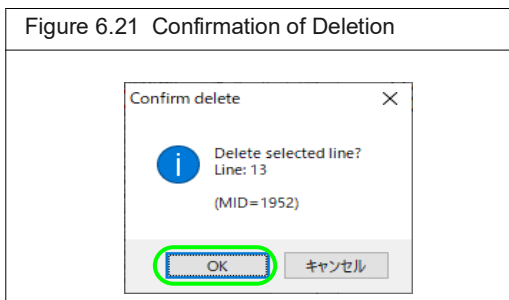 Figure 6.21 Confirmation of Deletion
Confirm delete
Delete selected line?
Line: 13
(MID=1952)
OK
キャンセル